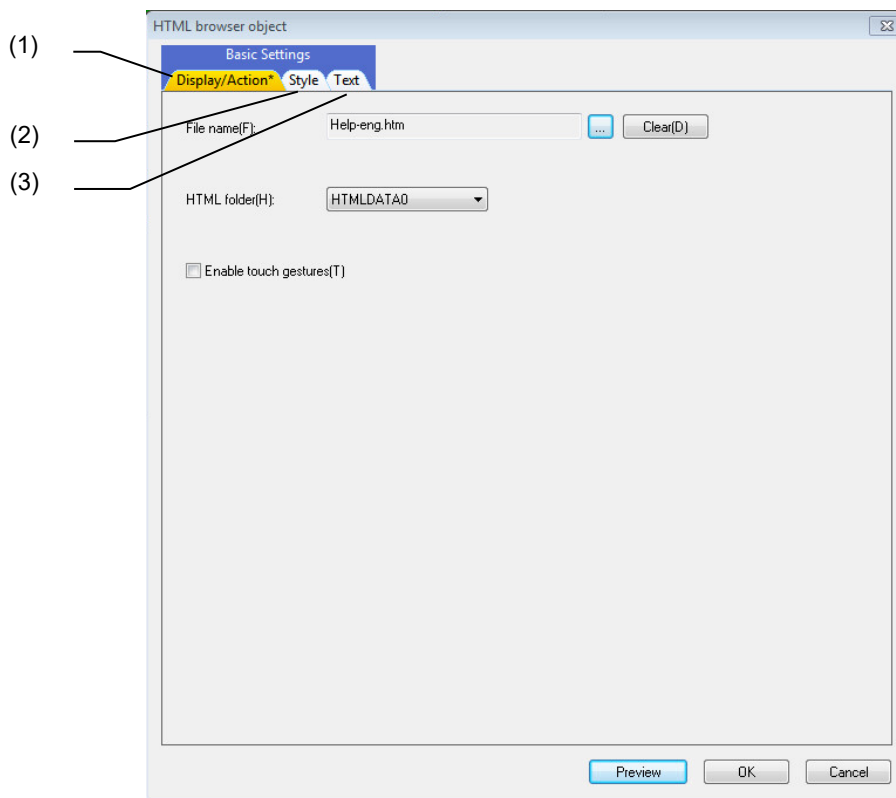 HTML browser object
(1)
Basic Settings
Display/Action* Style Text
(2)
File name(F): Help-eng.htm ... Clear(D)
(3)
HTML folder(H): HTMLDATA0
Enable touch gestures(T)
Preview OK Cancel